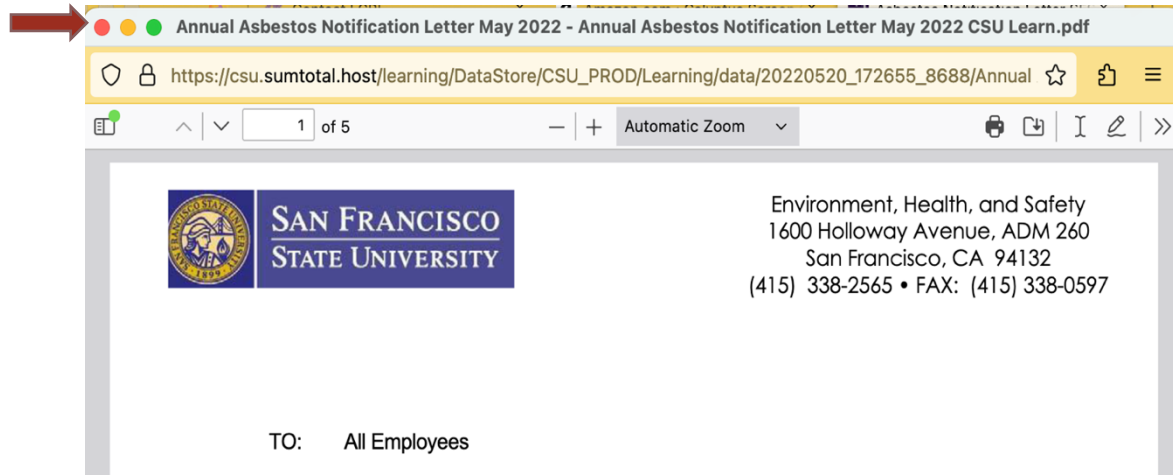 Annual Asbestos Notification Letter May 2022 - Annual Asbestos Notification Letter May 2022 CSU Learn.pdf
https://csu.sumtotal.host/learning/DataStore/CSU_PROD/Learning/data/20220520_172655_8688/Annual
1 of 5
Automatic Zoom
SAN FRANCISCO
STATE UNIVERSITY
Environment, Health, and Safety
1600 Holloway Avenue, ADM 260
San Francisco, CA 94132
(415) 338-2565 • FAX: (415) 338-0597
TO: All Employees